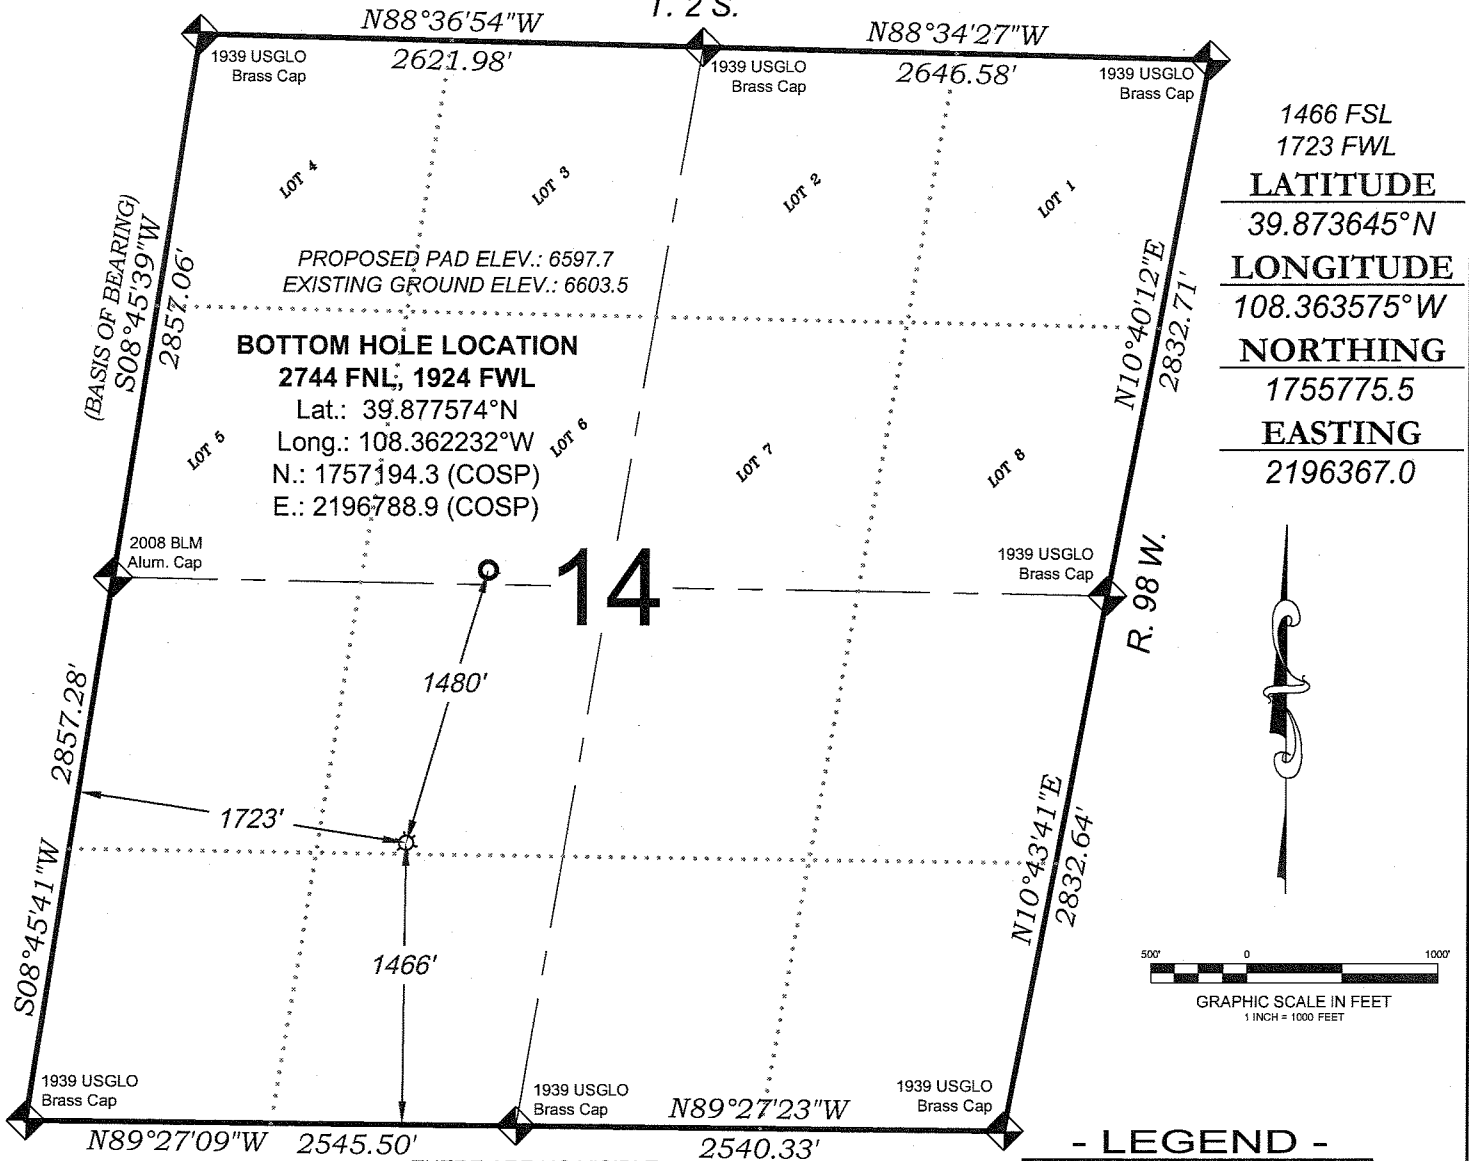 T. 2 S.
N88°36'54"W
2621.98'
N88°34'27"W
2646.58'
1939 USGLO
Brass Cap
1939 USGLO
Brass Cap
1939 USGLO
Brass Cap
1466 FSL
1723 FWL
LATITUDE
39.873645°N
LONGITUDE
108.363575°W
NORTHING
1755775.5
EASTING
2196367.0
LOT 4
LOT 3
LOT 2
LOT 1
(BASIS OF BEARING)
S08°45'39"W
2857.06'
PROPOSED PAD ELEV.: 6597.7
EXISTING GROUND ELEV.: 6603.5
N10°40'12"E
2832.71'
BOTTOM HOLE LOCATION
2744 FNL, 1924 FWL
Lat.: 39.877574°N
Long.: 108.362232°W
N.: 1757194.3 (COSP)
E.: 2196788.9 (COSP)
LOT 5
LOT 6
LOT 7
LOT 8
2008 BLM
Alum. Cap
14
1939 USGLO
Brass Cap
R. 98 W.
1480'
2857.28'
S08°45'41"W
1723'
1466'
N10°43'41"E
2832.64'
500'
0
1000'
GRAPHIC SCALE IN FEET
1 INCH = 1000 FEET
1939 USGLO
Brass Cap
1939 USGLO
Brass Cap
1939 USGLO
Brass Cap
N89°27'09"W
2545.50'
N89°27'23"W
2540.33'
- LEGEND -